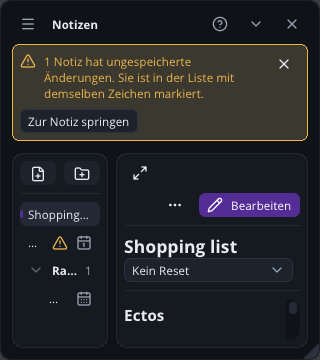 Notizen
1 Notiz hat ungespeicherte
Änderungen. Sie ist in der Liste mit
demselben Zeichen markiert.
Zur Notiz springen
Shopping...
...
Ra... 1
...
... Bearbeiten
Shopping list
Kein Reset
Ectos